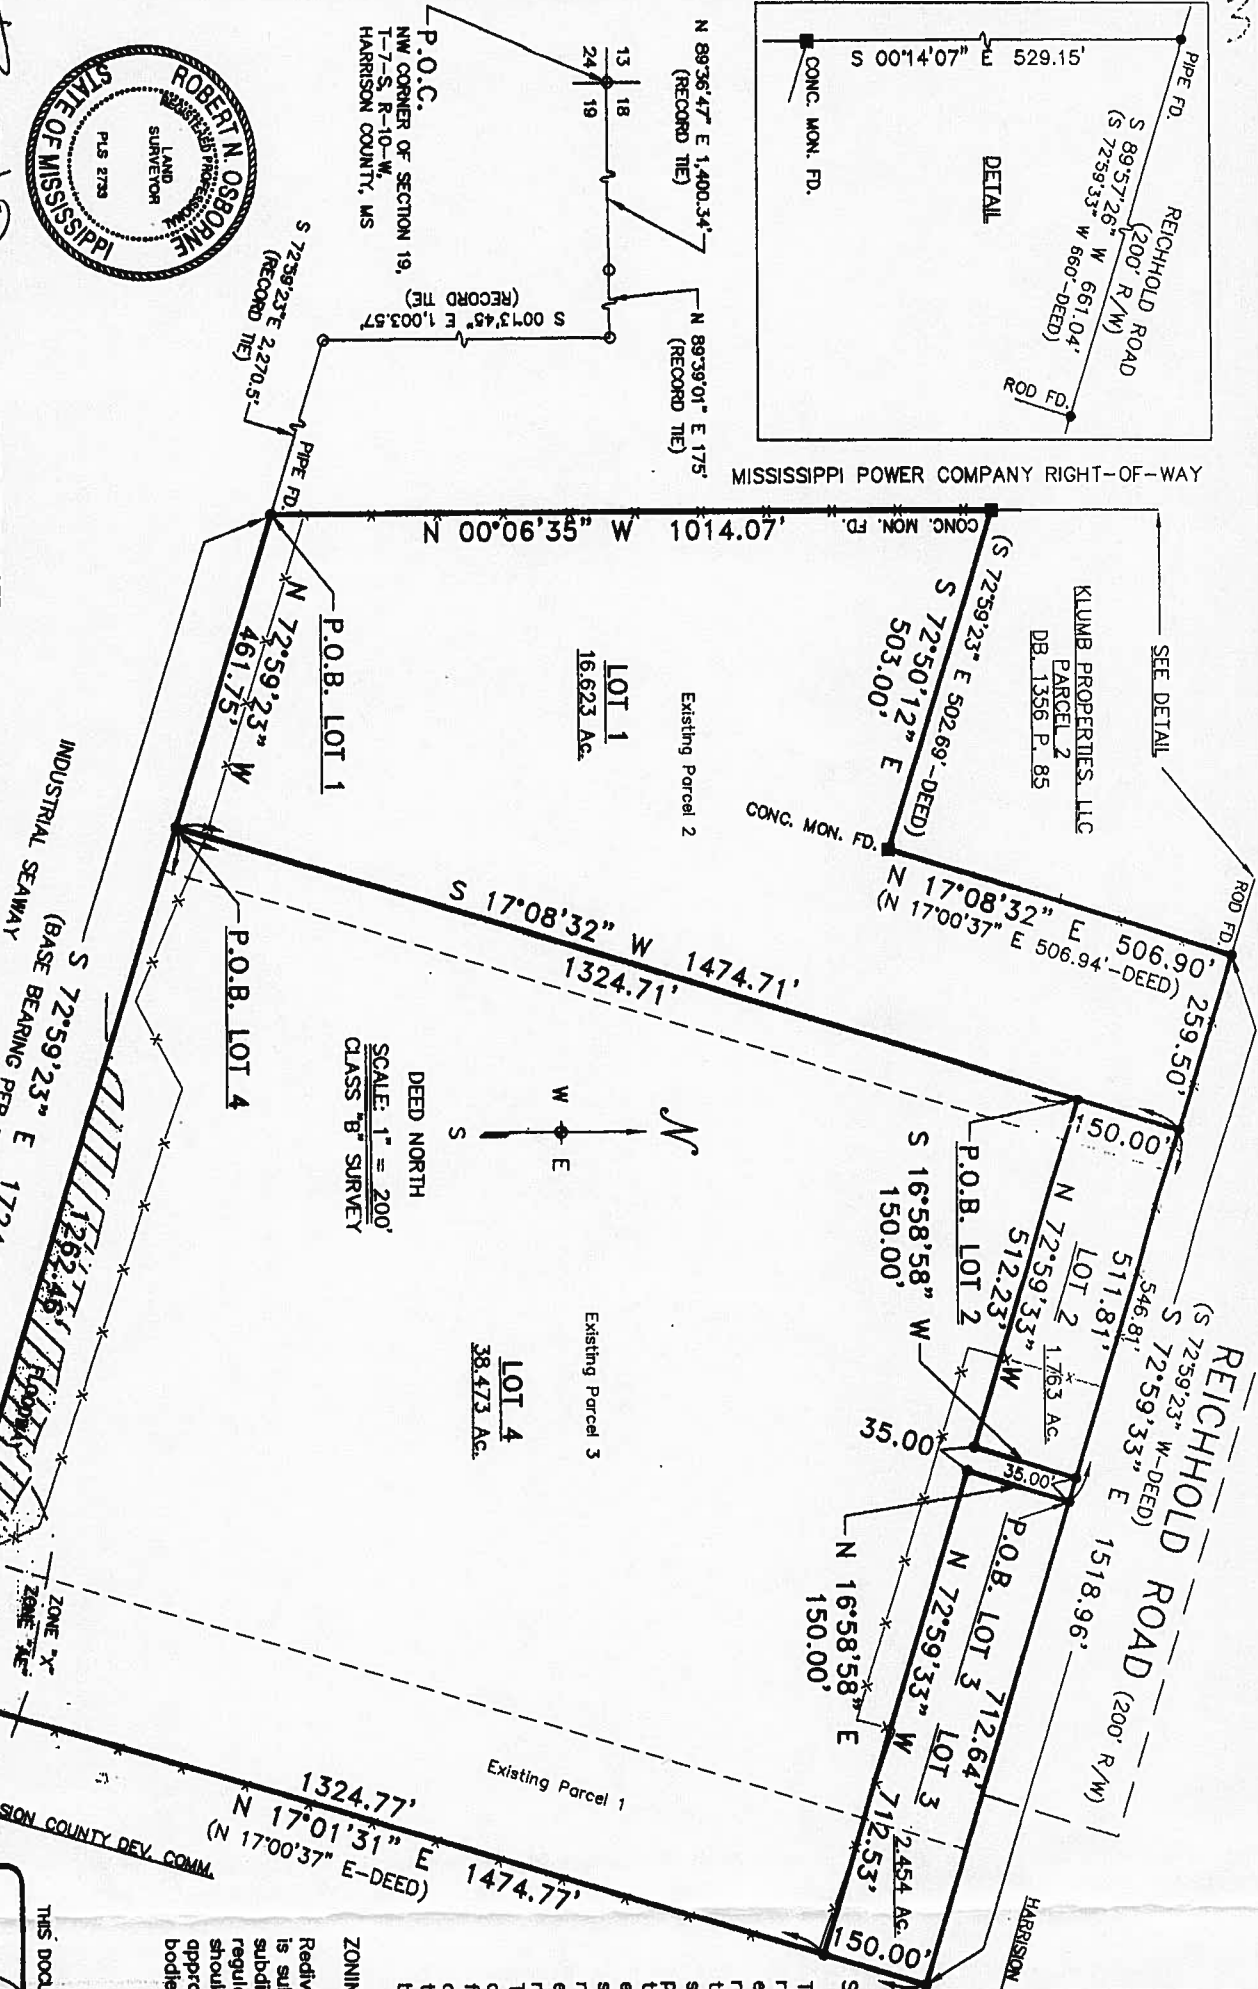 S 00°14'07" E 529.15'
PIPE FD.
CONC. MON. FD.
DETAIL
REICHHOLD ROAD
(200' R/W)
S 89°57'26" W 661.04'
(S 72°59'33" W 660'-DEED)
ROD FD.
N 89°36'47" E 1,400.34'
(RECORD TIE)
13 18
24 19
P.O.C.
NW CORNER OF SECTION 19,
T-7-S, R-10-W,
HARRISON COUNTY, MS
S 00°13'45" E 1,003.57'
(RECORD TIE)
N 89°39'01" E 175'
(RECORD TIE)
S 72°59'23"E 2,270.5'
(RECORD TIE)
ROBERT N. OSBORNE
REGISTERED PROFESSIONAL
LAND
SURVEYOR
PLS 2733
STATE OF MISSISSIPPI
MISSISSIPPI POWER COMPANY RIGHT-OF-WAY
SEE DETAIL
KLUMB PROPERTIES, LLC
PARCEL 2
DB. 1356 P. 85
CONC. MON. FD.
N 00°06'35" W 1014.07'
PIPE FD.
(S 72°59'23" E 502.69'-DEED)
S 72°50'12" E
503.00'
CONC. MON. FD.
N 17°08'32" E 506.90'
(N 17°00'37" E 506.94'-DEED)
ROD FD.
259.50'
Existing Parcel 2
LOT 1
16.623 Ac.
P.O.B. LOT 1
N 72°59'23" W
461.75'
S 17°08'32" W 1474.71'
1324.71'
P.O.B. LOT 4
150.00'
REICHHOLD ROAD (200' R/W)
(S 72°59'23" W-DEED)
S 72°59'33" E 1518.96'
546.81'
511.81'
LOT 2
1.763 Ac.
N 72°59'33" W
512.23'
P.O.B. LOT 2
S 16°58'58" W
150.00'
35.00'
35.00'
P.O.B. LOT 3
712.64'
LOT 3
2.454 Ac.
N 72°59'33" W 712.53'
N 16°58'58" E
150.00'
150.00'
HARRISON
N
W
E
S
DEED NORTH
SCALE: 1" = 200'
CLASS "B" SURVEY
Existing Parcel 3
LOT 4
38.473 Ac.
Existing Parcel 1
1324.77'
N 17°01'31" E 1474.77'
(N 17°00'37" E-DEED)
COUNTY DEV. COMM.
INDUSTRIAL SEAWAY
S 72°59'23" E
(BASE BEARING PER
1262.46'
FLOODWAY
ZONE "X"
ZONE "AE"
THIS